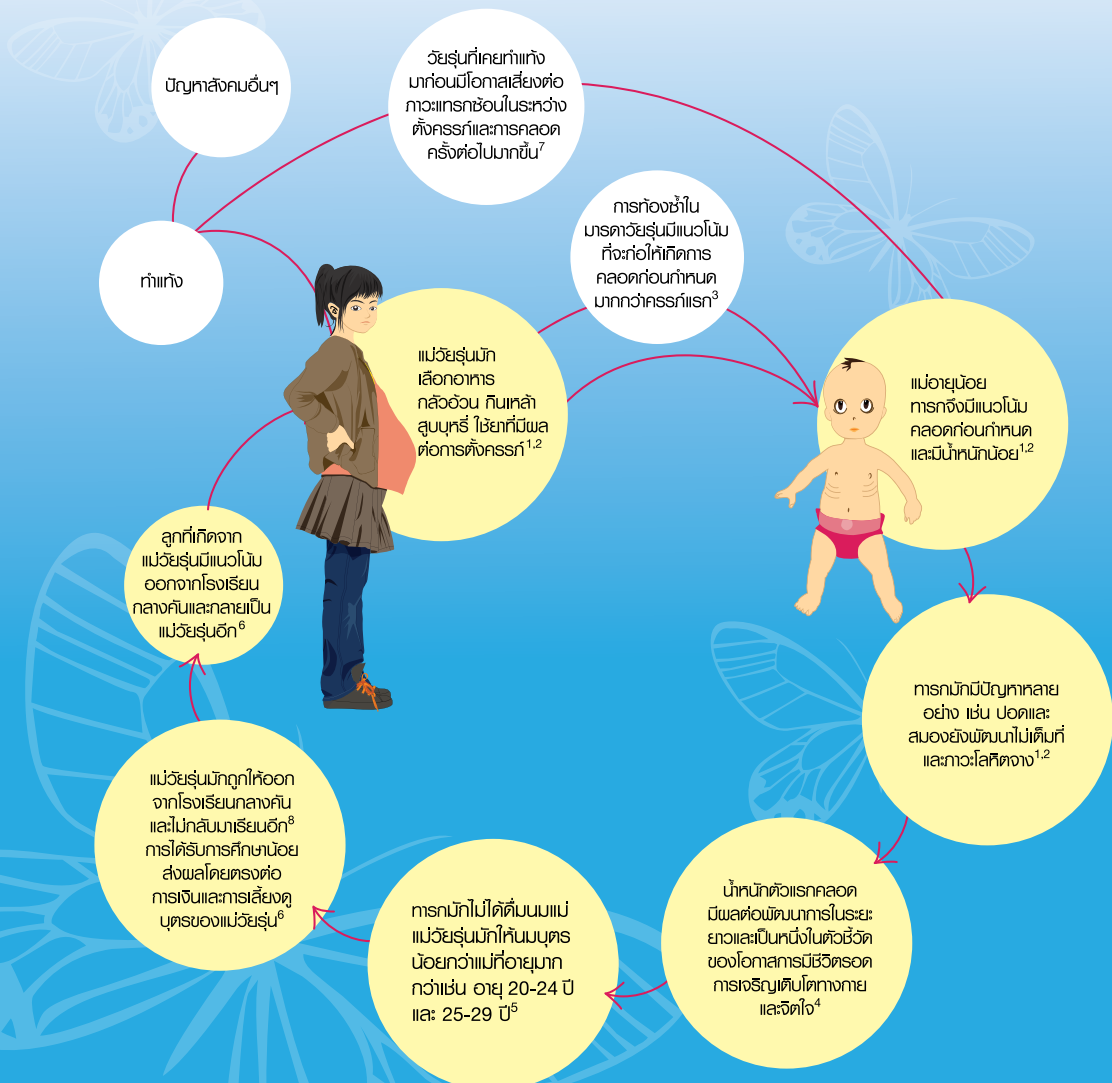 ปัญหาสังคมอื่นๆ
วัยรุ่นที่เคยทำแท้ง
มาก่อนมีโอกาสเสี่ยงต่อ
ภาวะแทรกซ้อนในระหว่าง
ตั้งครรภ์และการคลอด
ครั้งต่อไปมากขึ้น7
ทำแท้ง
การท้องซ้ำใน
มารดาวัยรุ่นมีแนวโน้ม
ที่จะก่อให้เกิดการ
คลอดก่อนกำหนด
มากกว่าครรภ์แรก3
แม่วัยรุ่นมัก
เลือกอาหาร
กลัวอ้วน กินเหล้า
สูบบุหรี่ ใช้ยาที่มีผล
ต่อการตั้งครรภ์1,2
แม่อายุน้อย
ทารกจึงมีแนวโน้ม
คลอดก่อนกำหนด
และมีน้ำหนักน้อย1,2
ทารกมักมีปัญหาหลาย
อย่าง เช่น ปอดและ
สมองยังพัฒนาไม่เต็มที่
และภาวะโลหิตจาง1,2
น้ำหนักตัวแรกคลอด
มีผลต่อพัฒนาการในระยะ
ยาวและเป็นหนึ่งในตัวชี้วัด
ของโอกาสการมีชีวิตรอด
การเจริญเติบโตทางกาย
และจิตใจ4
ทารกมักไม่ได้ดื่มนมแม่
แม่วัยรุ่นมักให้นมบุตร
น้อยกว่าแม่ที่อายุมาก
กว่าเช่น อายุ 20-24 ปี
และ 25-29 ปี5
แม่วัยรุ่นมักถูกให้ออก
จากโรงเรียนกลางคัน
และไม่กลับมาเรียนอีก8
การได้รับการศึกษาน้อย
ส่งผลโดยตรงต่อ
การเงินและการเลี้ยงดู
บุตรของแม่วัยรุ่น6
ลูกที่เกิดจาก
แม่วัยรุ่นมีแนวโน้ม
ออกจากโรงเรียน
กลางคันและกลายเป็น
แม่วัยรุ่นอีก6